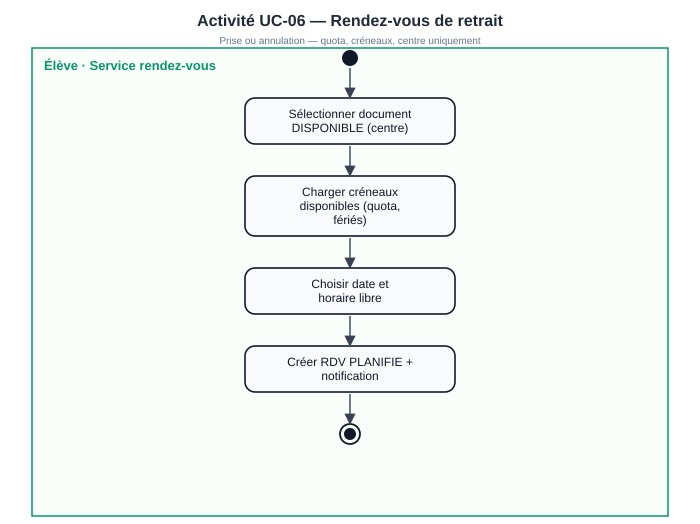 Activité UC-06 — Rendez-vous de retrait
Prise ou annulation — quota, créneaux, centre uniquement
Élève · Service rendez-vous
Sélectionner document
DISPONIBLE (centre)
Charger créneaux
disponibles (quota,
fériés)
Choisir date et
horaire libre
Créer RDV PLANIFIE +
notification